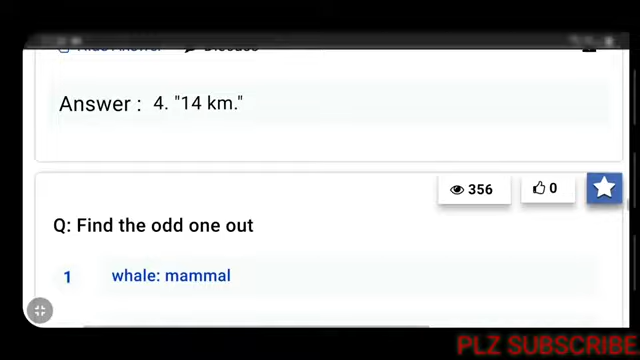 Answer : 4. "14 km."
356
0
Q: Find the odd one out
1 whale: mammal
PLZ SUBSCRIBE